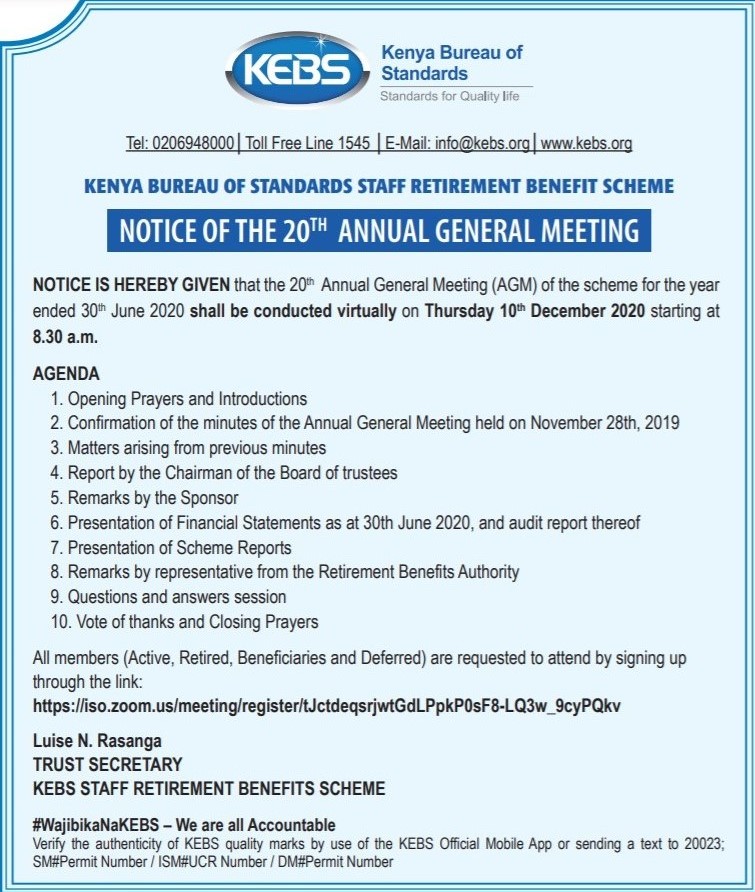 KEBS
Kenya Bureau of
Standards
Standards for Quality life
Tel: 0206948000| Toll Free Line 1545 | E-Mail: info@kebs.org| www.kebs.org
KENYA BUREAU OF STANDARDS STAFF RETIREMENT BENEFIT SCHEME
NOTICE OF THE 20TH ANNUAL GENERAL MEETING
NOTICE IS HEREBY GIVEN that the 20th Annual General Meeting (AGM) of the scheme for the year
ended 30th June 2020 shall be conducted virtually on Thursday 10th December 2020 starting at
8.30 a.m.
AGENDA
1. Opening Prayers and Introductions
2. Confirmation of the minutes of the Annual General Meeting held on November 28th, 2019
3. Matters arising from previous minutes
4. Report by the Chairman of the Board of trustees
5. Remarks by the Sponsor
6. Presentation of Financial Statements as at 30th June 2020, and audit report thereof
7. Presentation of Scheme Reports
8. Remarks by representative from the Retirement Benefits Authority
9. Questions and answers session
10. Vote of thanks and Closing Prayers
All members (Active, Retired, Beneficiaries and Deferred) are requested to attend by signing up
through the link:
https://iso.zoom.us/meeting/register/tJctdeqsrjwtGdLPpkP0sF8-LQ3w_9cyPQkv
Luise N. Rasanga
TRUST SECRETARY
KEBS STAFF RETIREMENT BENEFITS SCHEME
#WajibikaNaKEBS – We are all Accountable
Verify the authenticity of KEBS quality marks by use of the KEBS Official Mobile App or sending a text to 20023;
SM#Permit Number / ISM#UCR Number / DM#Permit Number